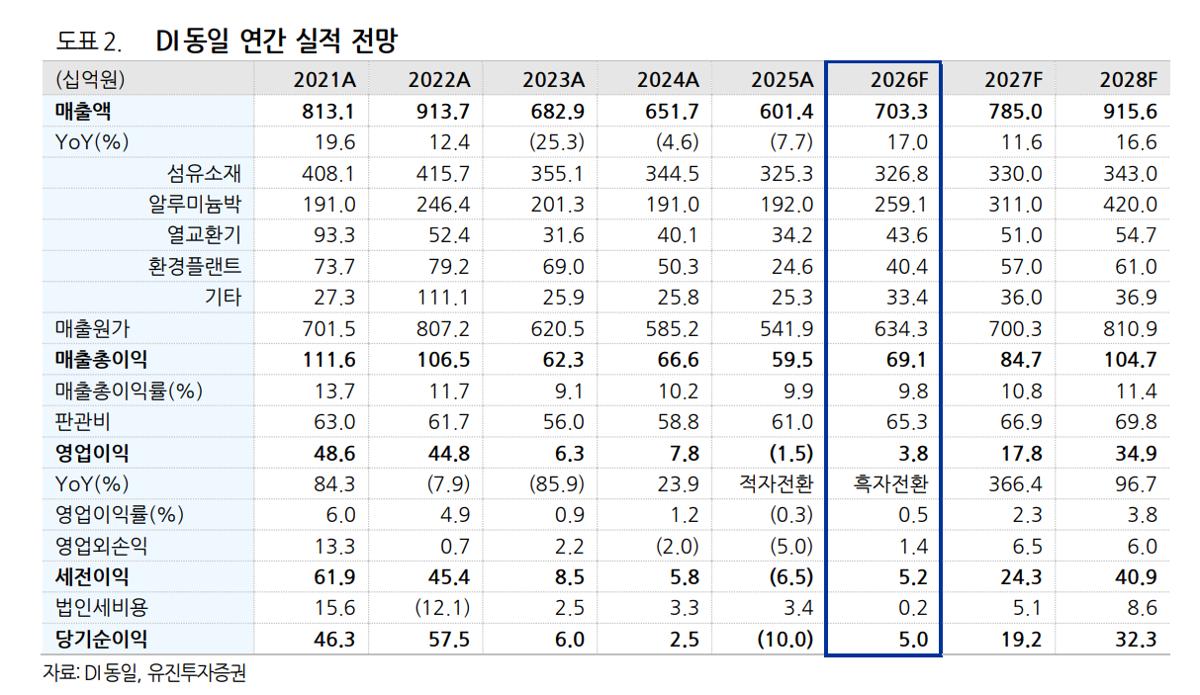 도표 2. DI동일 연간 실적 전망
(십억원) 2021A 2022A 2023A 2024A 2025A 2026F 2027F 2028F
매출액 813.1 913.7 682.9 651.7 601.4 703.3 785.0 915.6
YoY(%) 19.6 12.4 (25.3) (4.6) (7.7) 17.0 11.6 16.6
섬유소재 408.1 415.7 355.1 344.5 325.3 326.8 330.0 343.0
알루미늄박 191.0 246.4 201.3 191.0 192.0 259.1 311.0 420.0
열교환기 93.3 52.4 31.6 40.1 34.2 43.6 51.0 54.7
환경플랜트 73.7 79.2 69.0 50.3 24.6 40.4 57.0 61.0
기타 27.3 111.1 25.9 25.8 25.3 33.4 36.0 36.9
매출원가 701.5 807.2 620.5 585.2 541.9 634.3 700.3 810.9
매출총이익 111.6 106.5 62.3 66.6 59.5 69.1 84.7 104.7
매출총이익률(%) 13.7 11.7 9.1 10.2 9.9 9.8 10.8 11.4
판관비 63.0 61.7 56.0 58.8 61.0 65.3 66.9 69.8
영업이익 48.6 44.8 6.3 7.8 (1.5) 3.8 17.8 34.9
YoY(%) 84.3 (7.9) (85.9) 23.9 적자전환 흑자전환 366.4 96.7
영업이익률(%) 6.0 4.9 0.9 1.2 (0.3) 0.5 2.3 3.8
영업외손익 13.3 0.7 2.2 (2.0) (5.0) 1.4 6.5 6.0
세전이익 61.9 45.4 8.5 5.8 (6.5) 5.2 24.3 40.9
법인세비용 15.6 (12.1) 2.5 3.3 3.4 0.2 5.1 8.6
당기순이익 46.3 57.5 6.0 2.5 (10.0) 5.0 19.2 32.3
자료: DI동일, 유진투자증권